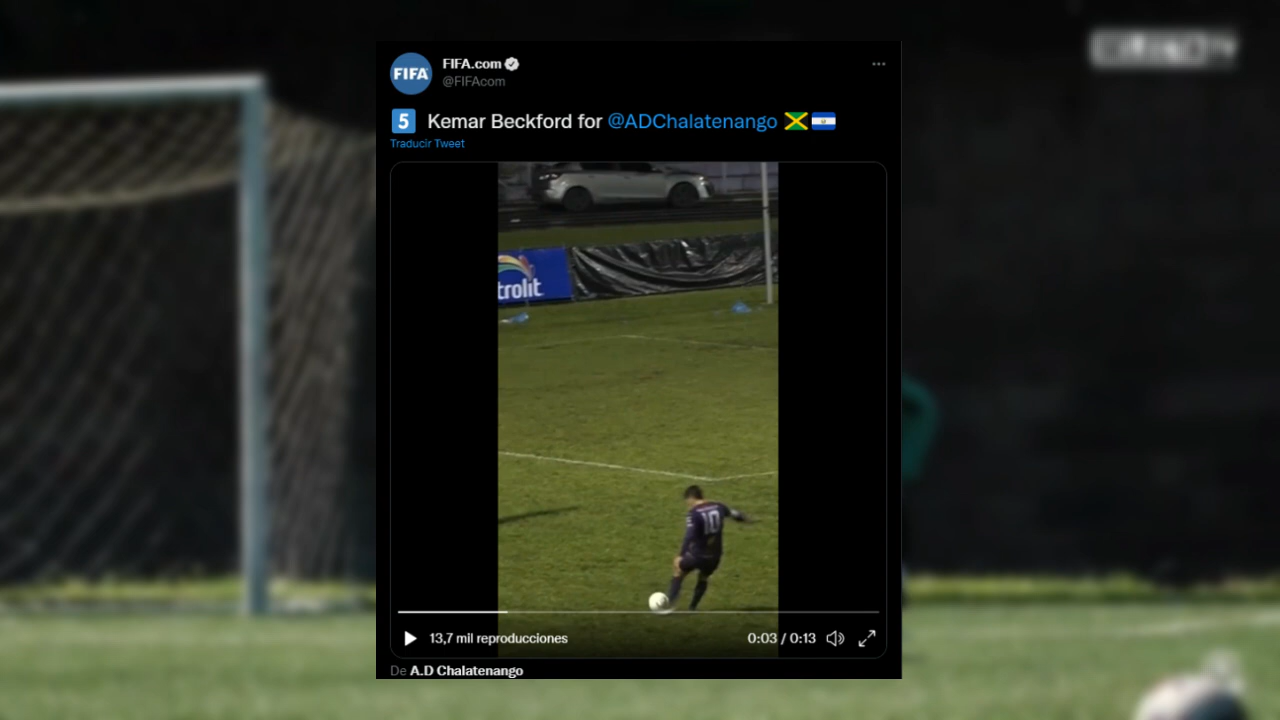 FIFA
FIFA.com
@FIFAcom
5 Kemar Beckford for @ADChalatenango 🇯🇲🇸🇻
Traducir Tweet
trolit
10
13,7 mil reproducciones
0:03 / 0:13
De A.D Chalatenango